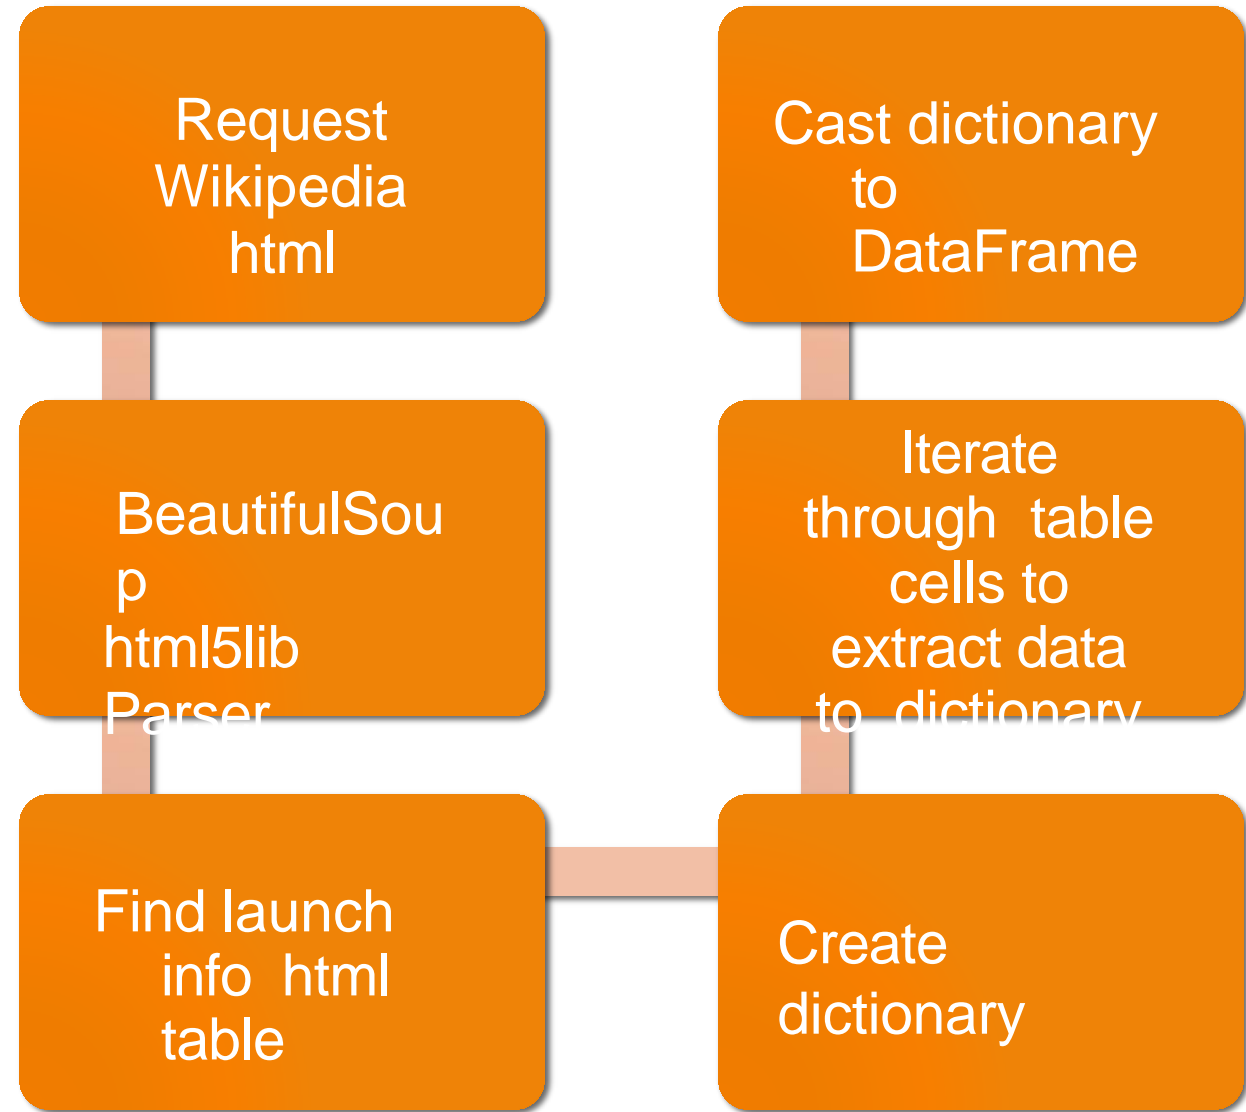 Request
Wikipedia
html
BeautifulSou
p
html5lib
Parser
Find launch
info html
table
Create
dictionary
Iterate
through table
cells to
extract data
to dictionary
Cast dictionary
to
DataFrame